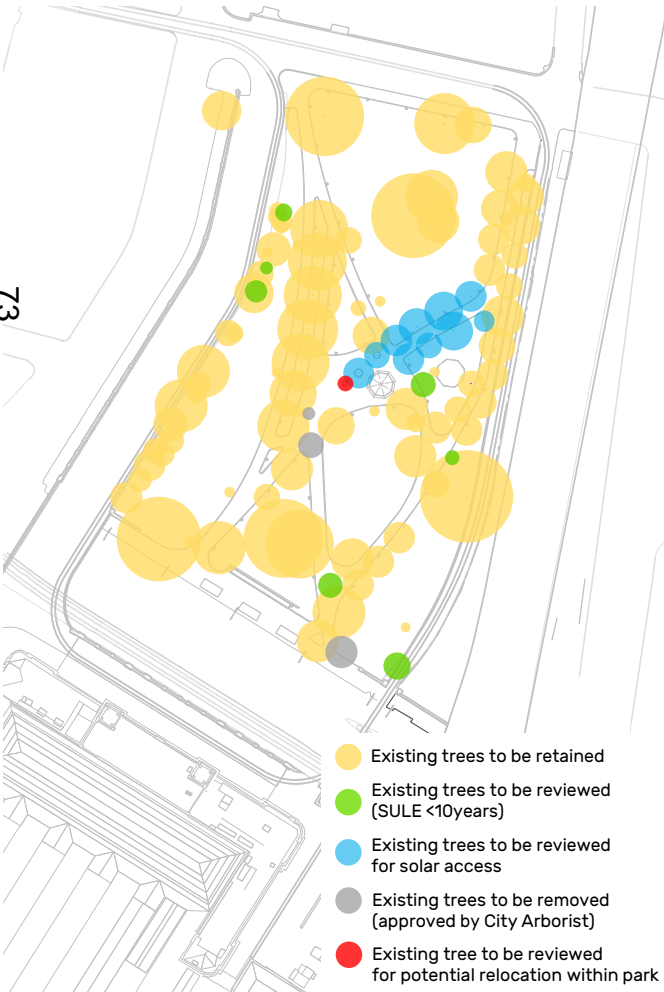 73
Existing trees to be retained
Existing trees to be reviewed
(SULE <10years)
Existing trees to be reviewed
for solar access
Existing trees to be removed
(approved by City Arborist)
Existing tree to be reviewed
for potential relocation within park